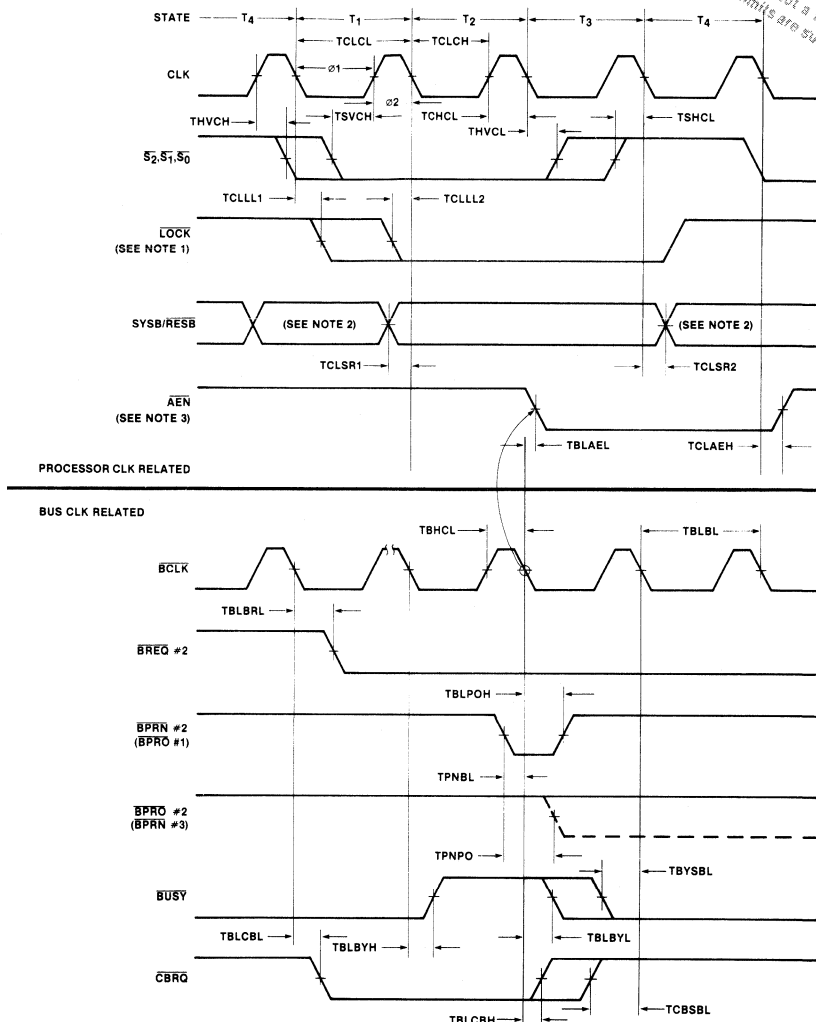 STATE T4 T1 T2 T3 T4
TCLCL TCLCH
CLK ø1 ø2
THVCH TSVCH TCHCL THVCL TSHCL
S2,S1,S0
TCLLL1 TCLLL2
LOCK
(SEE NOTE 1)
SYSB/RESB (SEE NOTE 2) (SEE NOTE 2)
TCLSR1 TCLSR2
AEN
(SEE NOTE 3)
TBLAEL TCLAEH
PROCESSOR CLK RELATED
BUS CLK RELATED
TBHCL TBLBL
BCLK
TBLBRL
BREQ #2
TBLPOH
BPRN #2
(BPRO #1)
TPNBL
BPRO #2
(BPRN #3)
TPNPO TBYSBL
BUSY
TBLCBL TBLBYH TBLBYL
CBRQ
TBLCBH TCBSBL